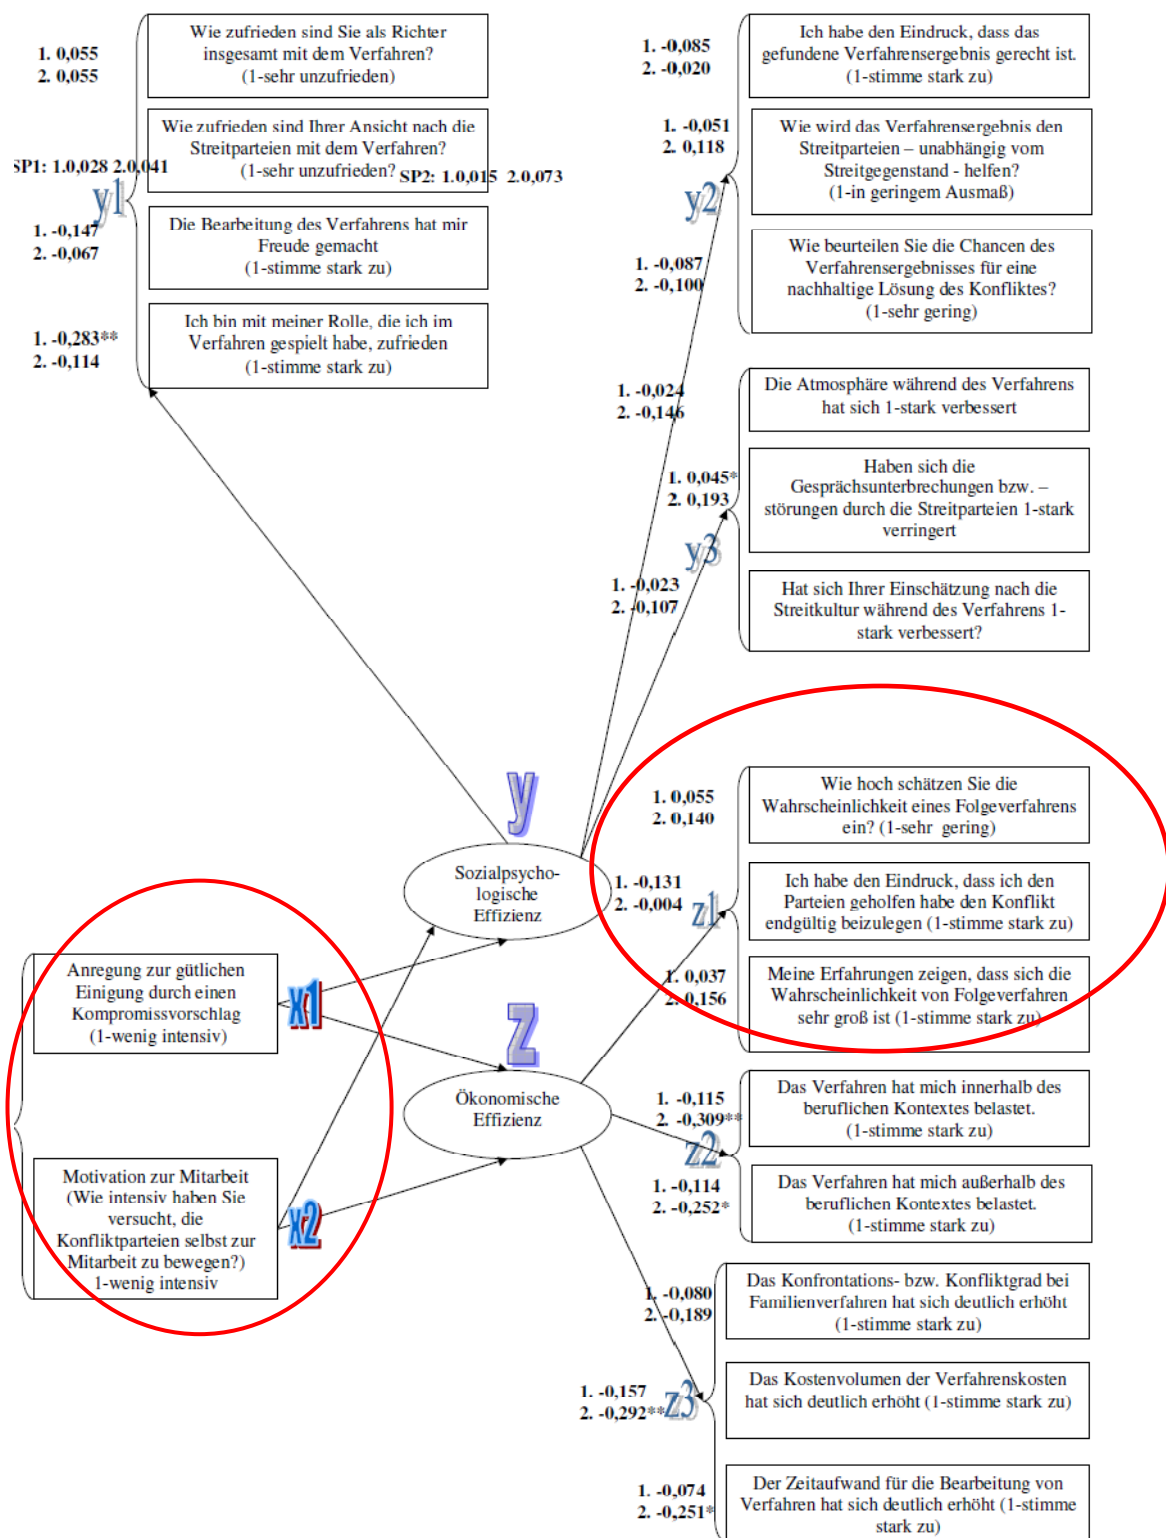 1. 0,055
2. 0,055
Wie zufrieden sind Sie als Richter
insgesamt mit dem Verfahren?
(1-sehr unzufrieden)
Wie zufrieden sind Ihrer Ansicht nach die
Streitparteien mit dem Verfahren?
(1-sehr unzufrieden?
SP1: 1.0,028 2.0,041
SP2: 1.0,015 2.0,073
y1
1. -0,147
2. -0,067
Die Bearbeitung des Verfahrens hat mir
Freude gemacht
(1-stimme stark zu)
1. -0,283**
2. -0,114
Ich bin mit meiner Rolle, die ich im
Verfahren gespielt habe, zufrieden
(1-stimme stark zu)
1. -0,085
2. -0,020
Ich habe den Eindruck, dass das
gefundene Verfahrensergebnis gerecht ist.
(1-stimme stark zu)
1. -0,051
2. 0,118
Wie wird das Verfahrensergebnis den
Streitparteien – unabhängig vom
Streitgegenstand - helfen?
(1-in geringem Ausmaß)
y2
1. -0,087
2. -0,100
Wie beurteilen Sie die Chancen des
Verfahrensergebnisses für eine
nachhaltige Lösung des Konfliktes?
(1-sehr gering)
1. -0,024
2. -0,146
Die Atmosphäre während des Verfahrens
hat sich 1-stark verbessert
1. 0,045*
2. 0,193
Haben sich die
Gesprächsunterbrechungen bzw. –
störungen durch die Streitparteien 1-stark
verringert
y3
1. -0,023
2. -0,107
Hat sich Ihrer Einschätzung nach die
Streitkultur während des Verfahrens 1-
stark verbessert?
y
Sozialpsycho-
logische
Effizienz
1. 0,055
2. 0,140
Wie hoch schätzen Sie die
Wahrscheinlichkeit eines Folgeverfahrens
ein? (1-sehr gering)
1. -0,131
2. -0,004
z1
Ich habe den Eindruck, dass ich den
Parteien geholfen habe den Konflikt
endgültig beizulegen (1-stimme stark zu)
1. 0,037
2. 0,156
Meine Erfahrungen zeigen, dass sich die
Wahrscheinlichkeit von Folgeverfahren
sehr groß ist (1-stimme stark zu)
Anregung zur gütlichen
Einigung durch einen
Kompromissvorschlag
(1-wenig intensiv)
x1
z
Ökonomische
Effizienz
1. -0,115
2. -0,309**
z2
Das Verfahren hat mich innerhalb des
beruflichen Kontextes belastet.
(1-stimme stark zu)
1. -0,114
2. -0,252*
Das Verfahren hat mich außerhalb des
beruflichen Kontextes belastet.
(1-stimme stark zu)
Motivation zur Mitarbeit
(Wie intensiv haben Sie
versucht, die
Konfliktparteien selbst zur
Mitarbeit zu bewegen?)
1-wenig intensiv
x2
1. -0,080
2. -0,189
Das Konfrontations- bzw. Konfliktgrad bei
Familienverfahren hat sich deutlich erhöht
(1-stimme stark zu)
1. -0,157
2. -0,292**
z3
Das Kostenvolumen der Verfahrenskosten
hat sich deutlich erhöht (1-stimme stark zu)
1. -0,074
2. -0,251*
Der Zeitaufwand für die Bearbeitung von
Verfahren hat sich deutlich erhöht (1-stimme
stark zu)